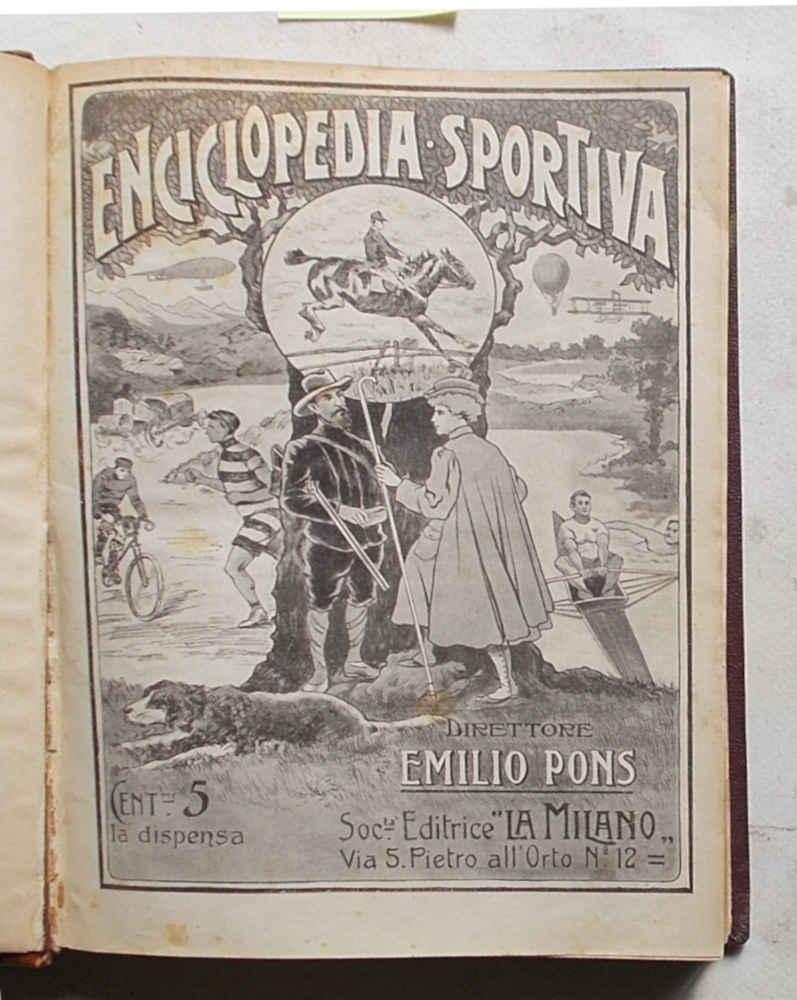 ENCICLOPEDIA · SPORTIVA
DIRETTORE
EMILIO PONS
CENT.mi 5
la dispensa
Soc.tà Editrice "LA MILANO„
Via S. Pietro all'Orto N.º 12 =